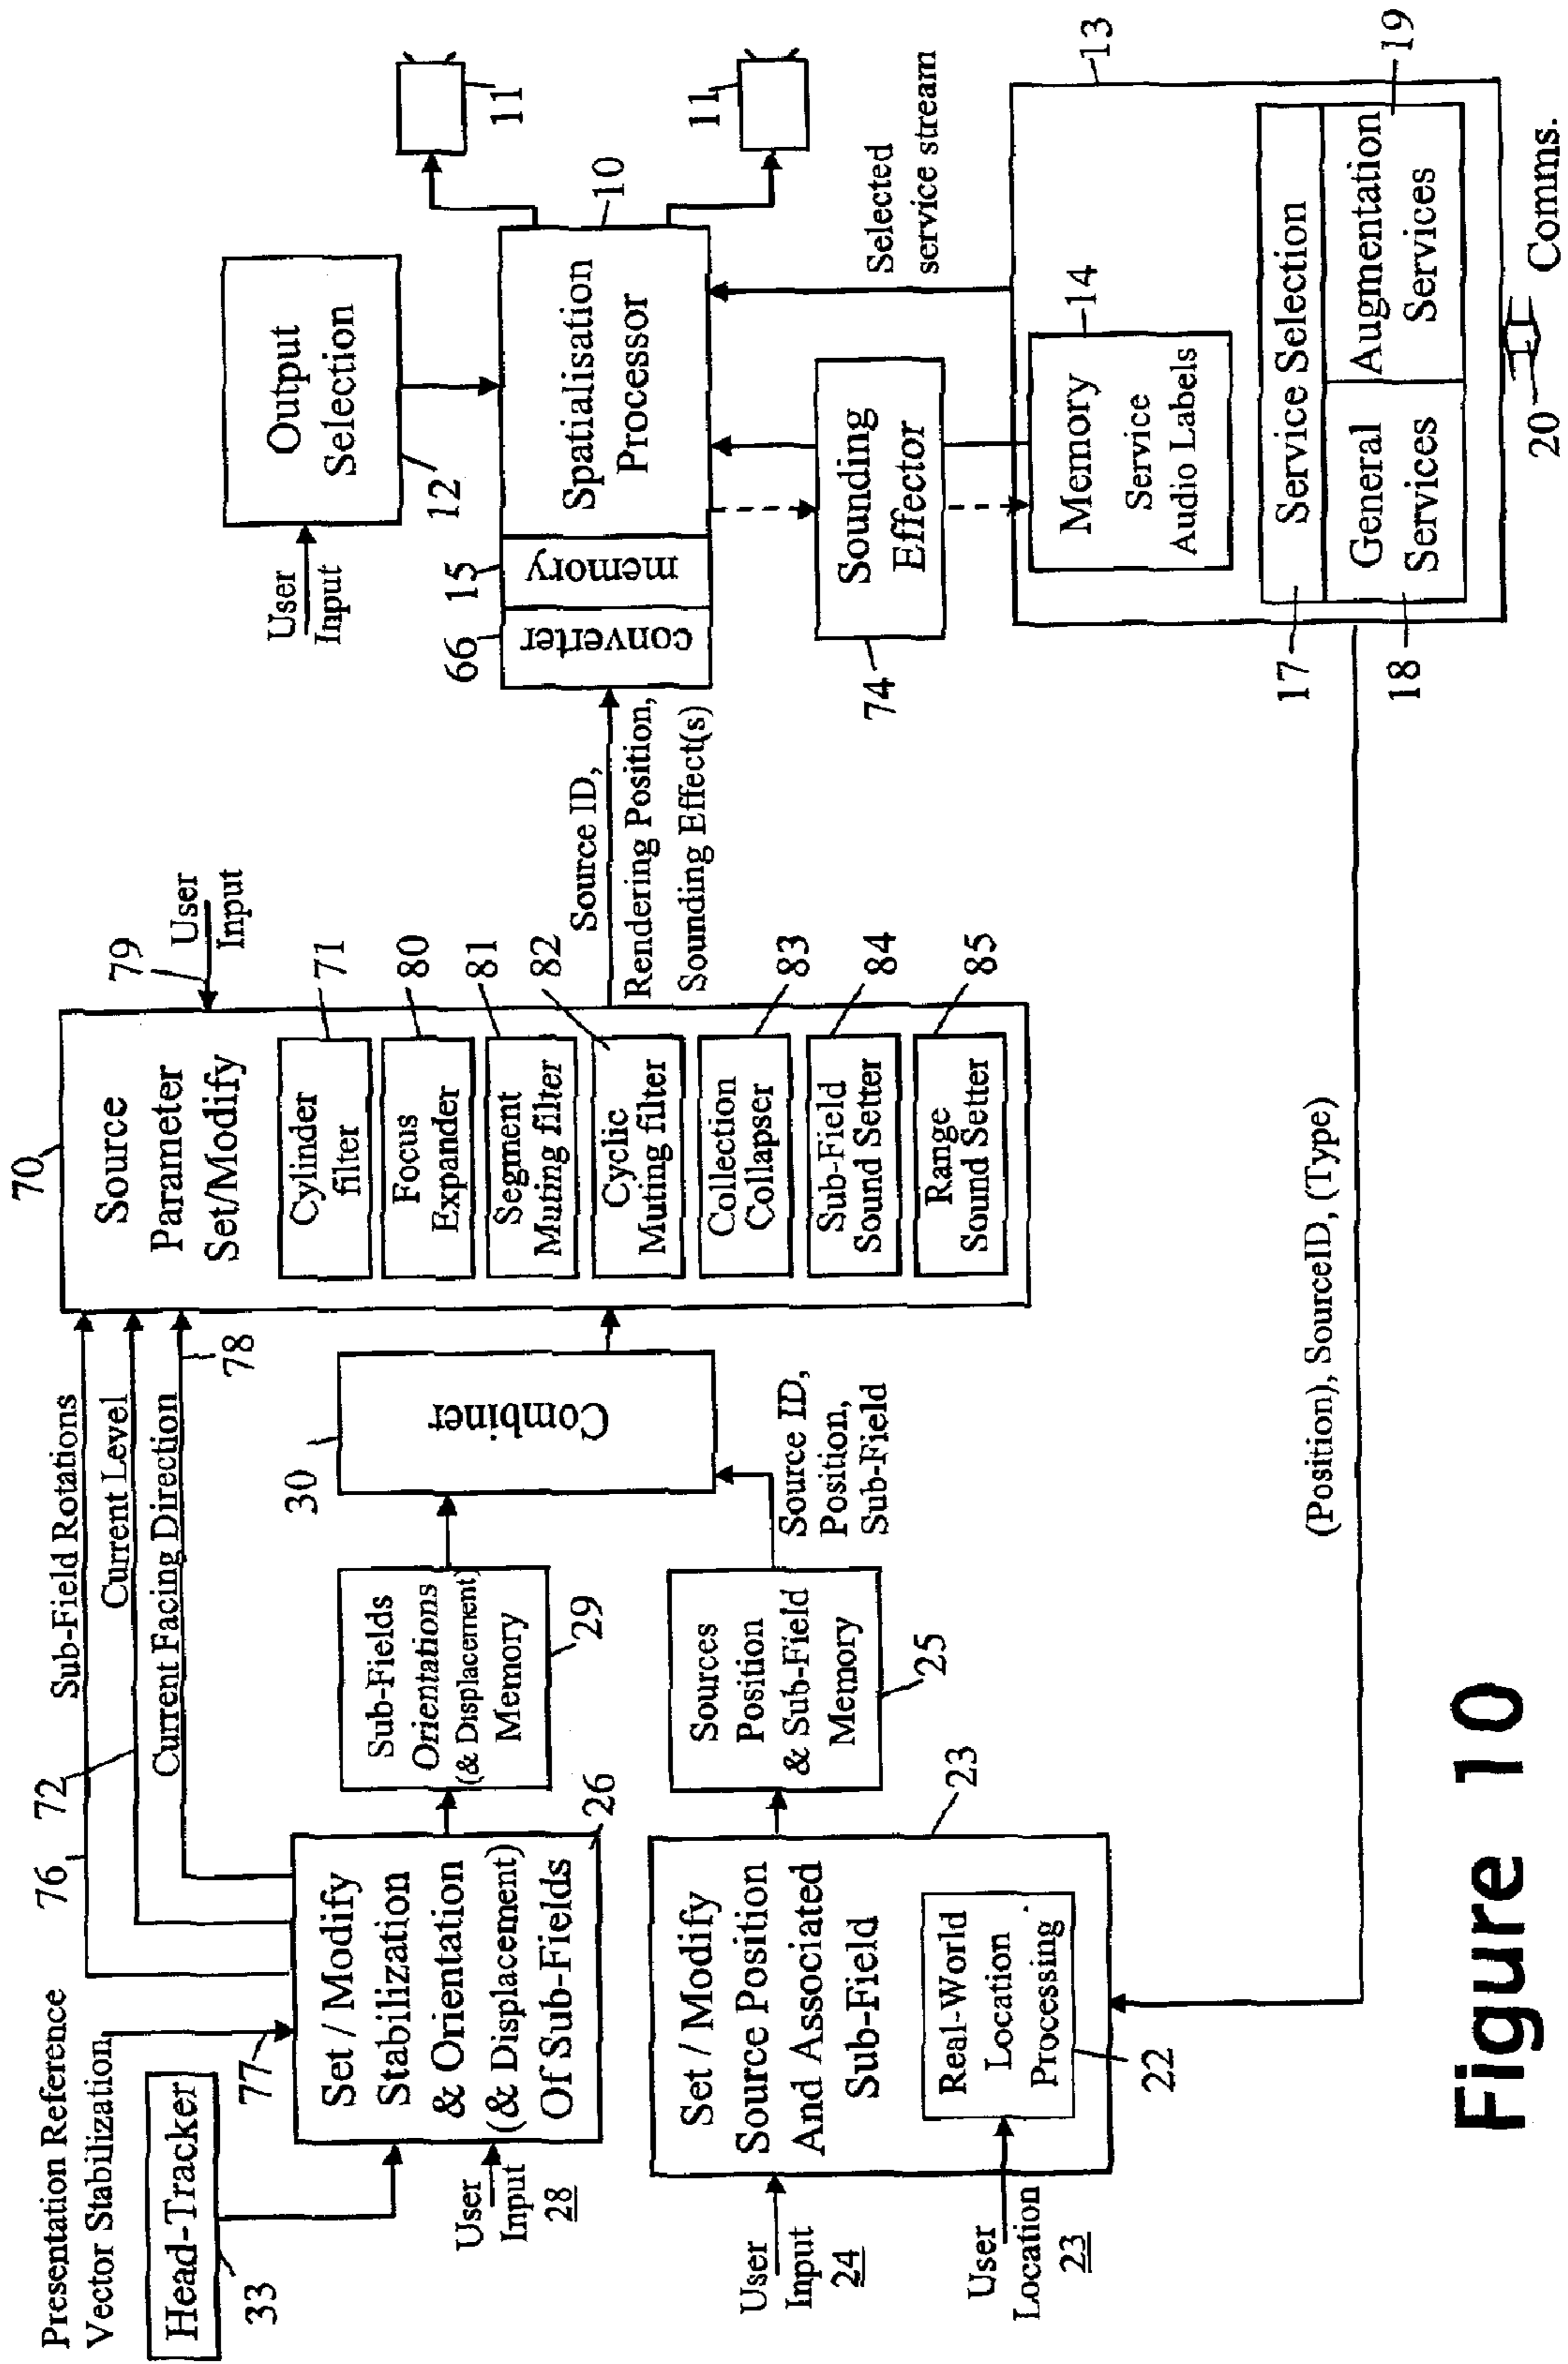 Presentation Reference
Vector Stabilization
Head-Tracker
33
77
76
72
Sub-Field Rotations
Current Level
Current Facing Direction
78
User
Input
28
Set / Modify
Stabilization
& Orientation
(& Displacement)
Of Sub-Fields
26
Sub-Fields
Orientations
(& Displacement)
Memory
29
User
Input
24
User
Location
23
Set / Modify
Source Position
And Associated
Sub-Field
Real-World
Location
Processing
22
23
Sources
Position
& Sub-Field
Memory
25
Source ID,
Position,
Sub-Field
30
Combiner
70
Source
Parameter
Set/Modify
79
User
Input
Cylinder
filter
71
Focus
Expander
80
Segment
Muting filter
81
Cyclic
Muting filter
82
Collection
Collapser
83
Sub-Field
Sound Setter
84
Range
Sound Setter
85
Source ID,
Rendering Position,
Sounding Effect(s)
User
Input
Output
Selection
12
66
converter
15
memory
Spatialisation
Processor
10
11
11
Sounding
Effector
74
Selected
service stream
13
Memory
Service
Audio Labels
14
Service Selection
17
General
Services
18
Augmentation
Services
19
20
Comms.
(Position), SourceID, (Type)
Figure 10